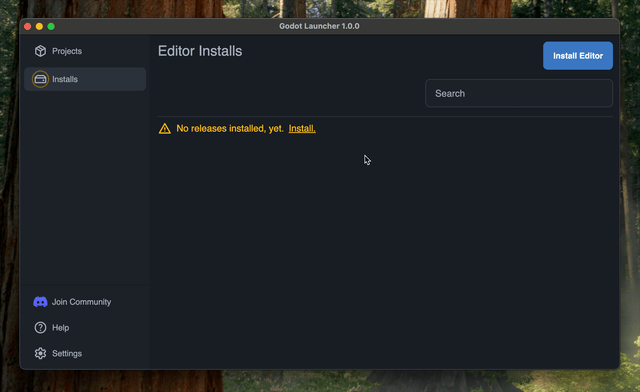 Godot Launcher 1.0.0
Projects
Installs
Editor Installs
Install Editor
Search
No releases installed, yet. Install.
Join Community
Help
Settings